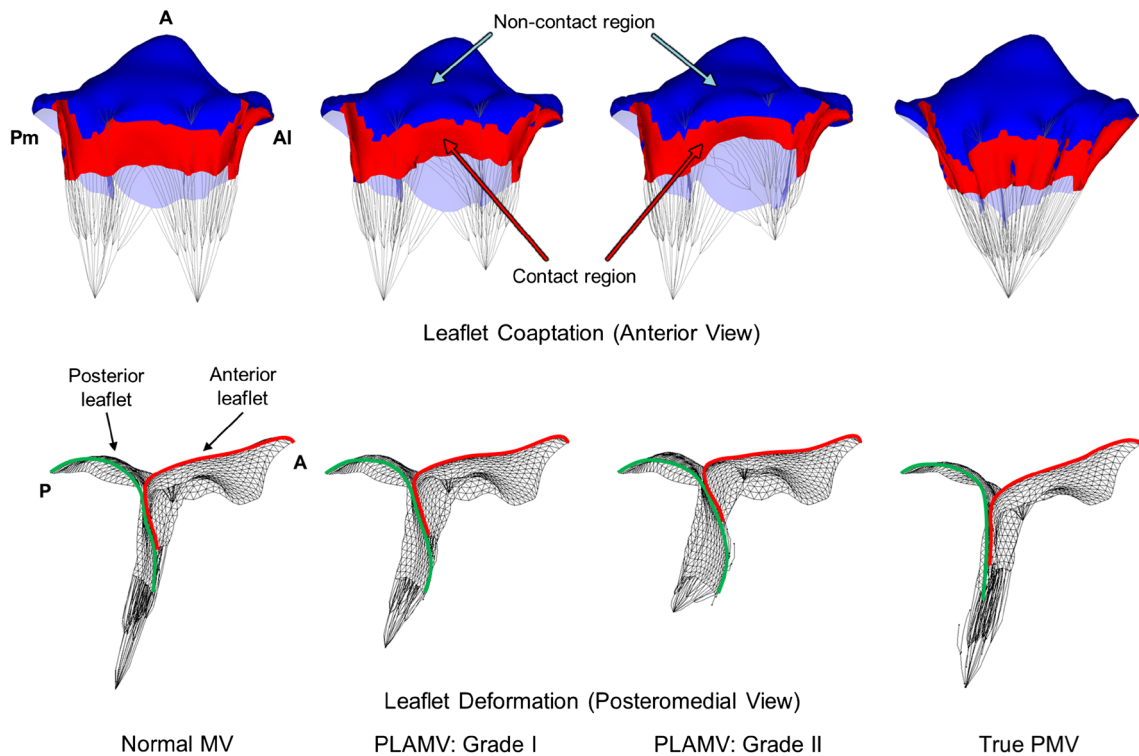 A
Non-contact region
Pm
Al
Contact region
Leaflet Coaptation (Anterior View)
Posterior
leaflet
Anterior
leaflet
A
P
Leaflet Deformation (Posteromedial View)
Normal MV
PLAMV: Grade I
PLAMV: Grade II
True PMV